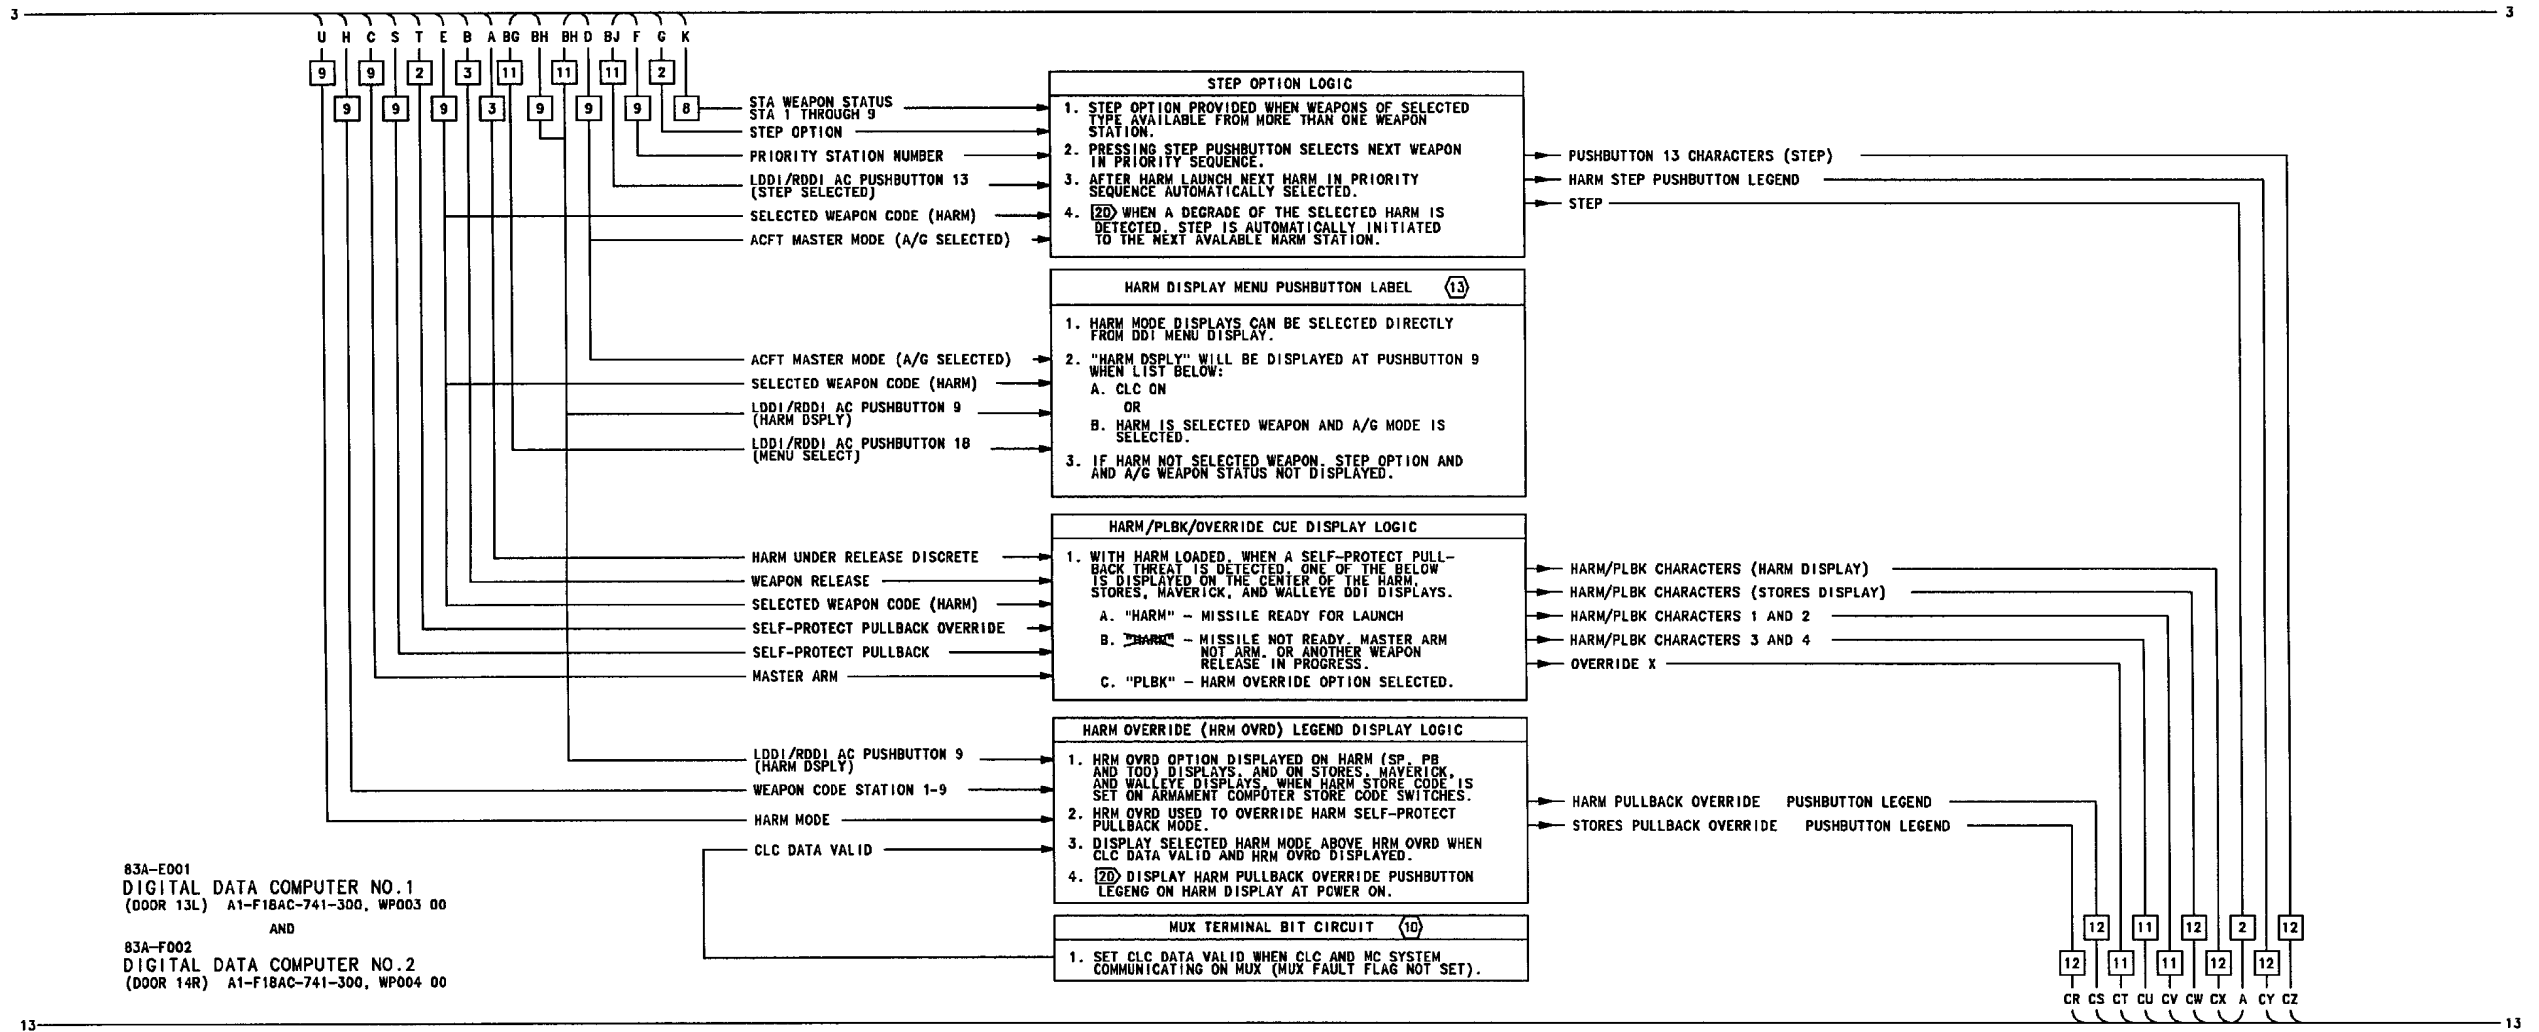 3 3
U H C S T E B A BG BH BH D BJ F G K
9 9 2 3 11 11 11 2
9 9 9 3 9 9 9 8
STA WEAPON STATUS
STA 1 THROUGH 9
STEP OPTION
PRIORITY STATION NUMBER
LDDI/RDDI AC PUSHBUTTON 13
(STEP SELECTED)
SELECTED WEAPON CODE (HARM)
ACFT MASTER MODE (A/G SELECTED)
STEP OPTION LOGIC
1. STEP OPTION PROVIDED WHEN WEAPONS OF SELECTED
TYPE AVAILABLE FROM MORE THAN ONE WEAPON
STATION.
2. PRESSING STEP PUSHBUTTON SELECTS NEXT WEAPON
IN PRIORITY SEQUENCE.
3. AFTER HARM LAUNCH NEXT HARM IN PRIORITY
SEQUENCE AUTOMATICALLY SELECTED.
4. 20 WHEN A DEGRADE OF THE SELECTED HARM IS
DETECTED. STEP IS AUTOMATICALLY INITIATED
TO THE NEXT AVALABLE HARM STATION.
PUSHBUTTON 13 CHARACTERS (STEP)
HARM STEP PUSHBUTTON LEGEND
STEP
ACFT MASTER MODE (A/G SELECTED)
SELECTED WEAPON CODE (HARM)
LDDI/RDDI AC PUSHBUTTON 9
(HARM DSPLY)
LDDI/RDDI AC PUSHBUTTON 18
(MENU SELECT)
HARM DISPLAY MENU PUSHBUTTON LABEL 13
1. HARM MODE DISPLAYS CAN BE SELECTED DIRECTLY
FROM DDI MENU DISPLAY.
2. "HARM DSPLY" WILL BE DISPLAYED AT PUSHBUTTON 9
WHEN LIST BELOW:
A. CLC ON
OR
B. HARM IS SELECTED WEAPON AND A/G MODE IS
SELECTED.
3. IF HARM NOT SELECTED WEAPON. STEP OPTION AND
AND A/G WEAPON STATUS NOT DISPLAYED.
HARM UNDER RELEASE DISCRETE
WEAPON RELEASE
SELECTED WEAPON CODE (HARM)
SELF-PROTECT PULLBACK OVERRIDE
SELF-PROTECT PULLBACK
MASTER ARM
HARM/PLBK/OVERRIDE CUE DISPLAY LOGIC
1. WITH HARM LOADED, WHEN A SELF-PROTECT PULL-
BACK THREAT IS DETECTED, ONE OF THE BELOW
IS DISPLAYED ON THE CENTER OF THE HARM,
STORES, MAVERICK, AND WALLEYE DDI DISPLAYS.
A. "HARM" - MISSILE READY FOR LAUNCH
B. "HARM" - MISSILE NOT READY. MASTER ARM
NOT ARM. OR ANOTHER WEAPON
RELEASE IN PROGRESS.
C. "PLBK" - HARM OVERRIDE OPTION SELECTED.
HARM/PLBK CHARACTERS (HARM DISPLAY)
HARM/PLBK CHARACTERS (STORES DISPLAY)
HARM/PLBK CHARACTERS 1 AND 2
HARM/PLBK CHARACTERS 3 AND 4
OVERRIDE X
LDDI/RDDI AC PUSHBUTTON 9
(HARM DSPLY)
WEAPON CODE STATION 1-9
HARM MODE
CLC DATA VALID
HARM OVERRIDE (HRM OVRD) LEGEND DISPLAY LOGIC
1. HRM OVRD OPTION DISPLAYED ON HARM (SP, PB
AND TOO) DISPLAYS, AND ON STORES, MAVERICK,
AND WALLEYE DISPLAYS, WHEN HARM STORE CODE IS
SET ON ARMAMENT COMPUTER STORE CODE SWITCHES.
2. HRM OVRD USED TO OVERRIDE HARM SELF-PROTECT
PULLBACK MODE.
3. DISPLAY SELECTED HARM MODE ABOVE HRM OVRD WHEN
CLC DATA VALID AND HRM OVRD DISPLAYED.
4. 20 DISPLAY HARM PULLBACK OVERRIDE PUSHBUTTON
LEGENG ON HARM DISPLAY AT POWER ON.
HARM PULLBACK OVERRIDE PUSHBUTTON LEGEND
STORES PULLBACK OVERRIDE PUSHBUTTON LEGEND
MUX TERMINAL BIT CIRCUIT 10
1. SET CLC DATA VALID WHEN CLC AND MC SYSTEM
COMMUNICATING ON MUX (MUX FAULT FLAG NOT SET).
83A-E001
DIGITAL DATA COMPUTER NO.1
(DOOR 13L) A1-F18AC-741-300, WP003 00
AND
83A-F002
DIGITAL DATA COMPUTER NO.2
(DOOR 14R) A1-F18AC-741-300, WP004 00
12 11 12 2 12
12 11 11 12 12
CR CS CT CU CV CW CX A CY CZ
13 13